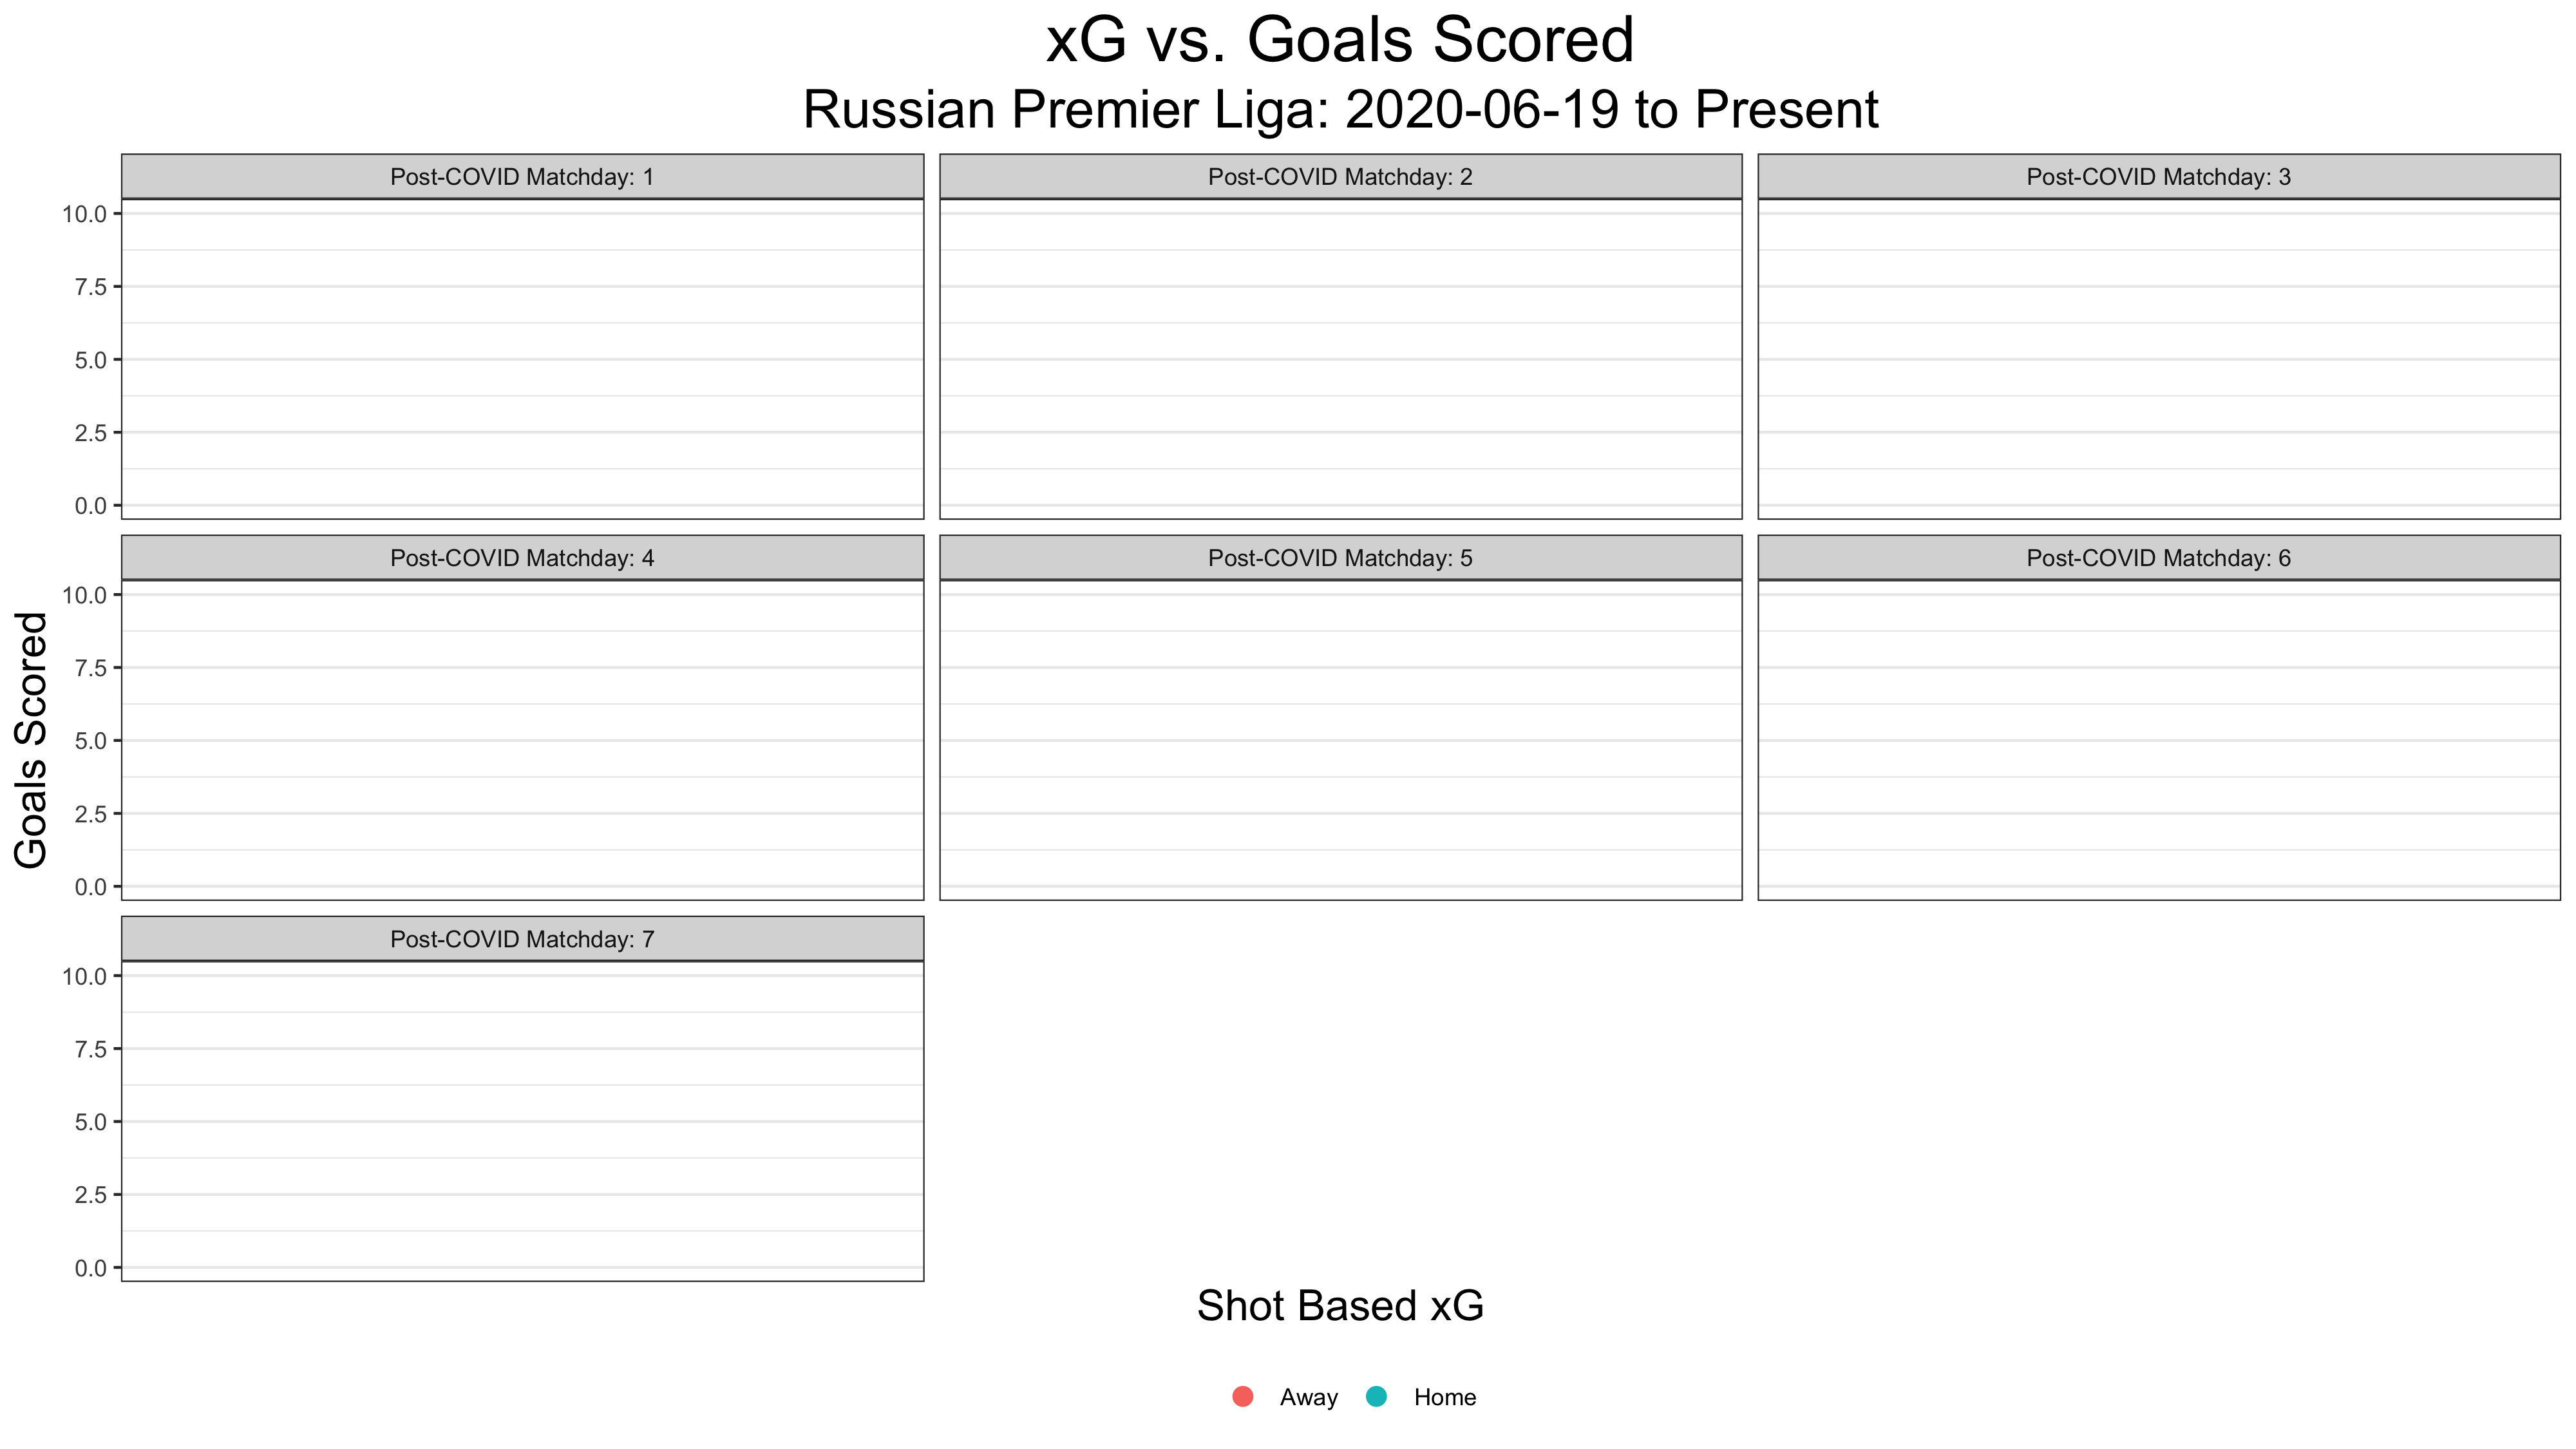 xG vs. Goals Scored
Russian Premier Liga: 2020-06-19 to Present
Post-COVID Matchday: 1
Post-COVID Matchday: 2
Post-COVID Matchday: 3
10.0
7.5
5.0
2.5
0.0
Post-COVID Matchday: 4
Post-COVID Matchday: 5
Post-COVID Matchday: 6
10.0
7.5
5.0
2.5
0.0
Goals Scored
Post-COVID Matchday: 7
10.0
7.5
5.0
2.5
0.0
Shot Based xG
Away
Home